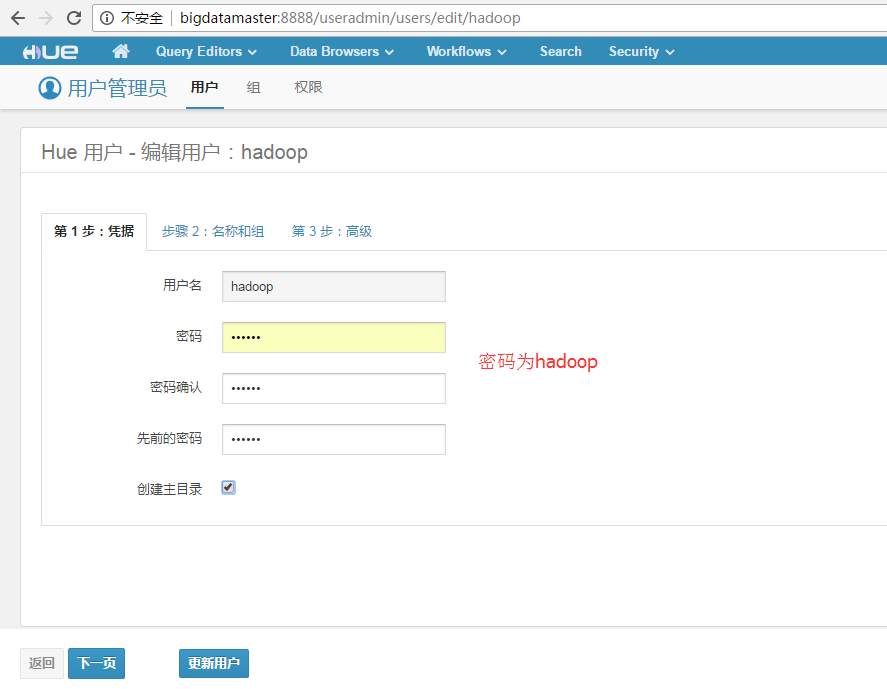 不安全 bigdatamaster:8888/useradmin/users/edit/hadoop
HUE Query Editors Data Browsers Workflows Search Security
用户管理员 用户 组 权限
Hue 用户 - 编辑用户：hadoop
第 1 步：凭据 步骤 2：名称和组 第 3 步：高级
用户名 hadoop
密码 ••••••
密码为hadoop
密码确认 ••••••
先前的密码 ••••••
创建主目录
返回 下一页 更新用户